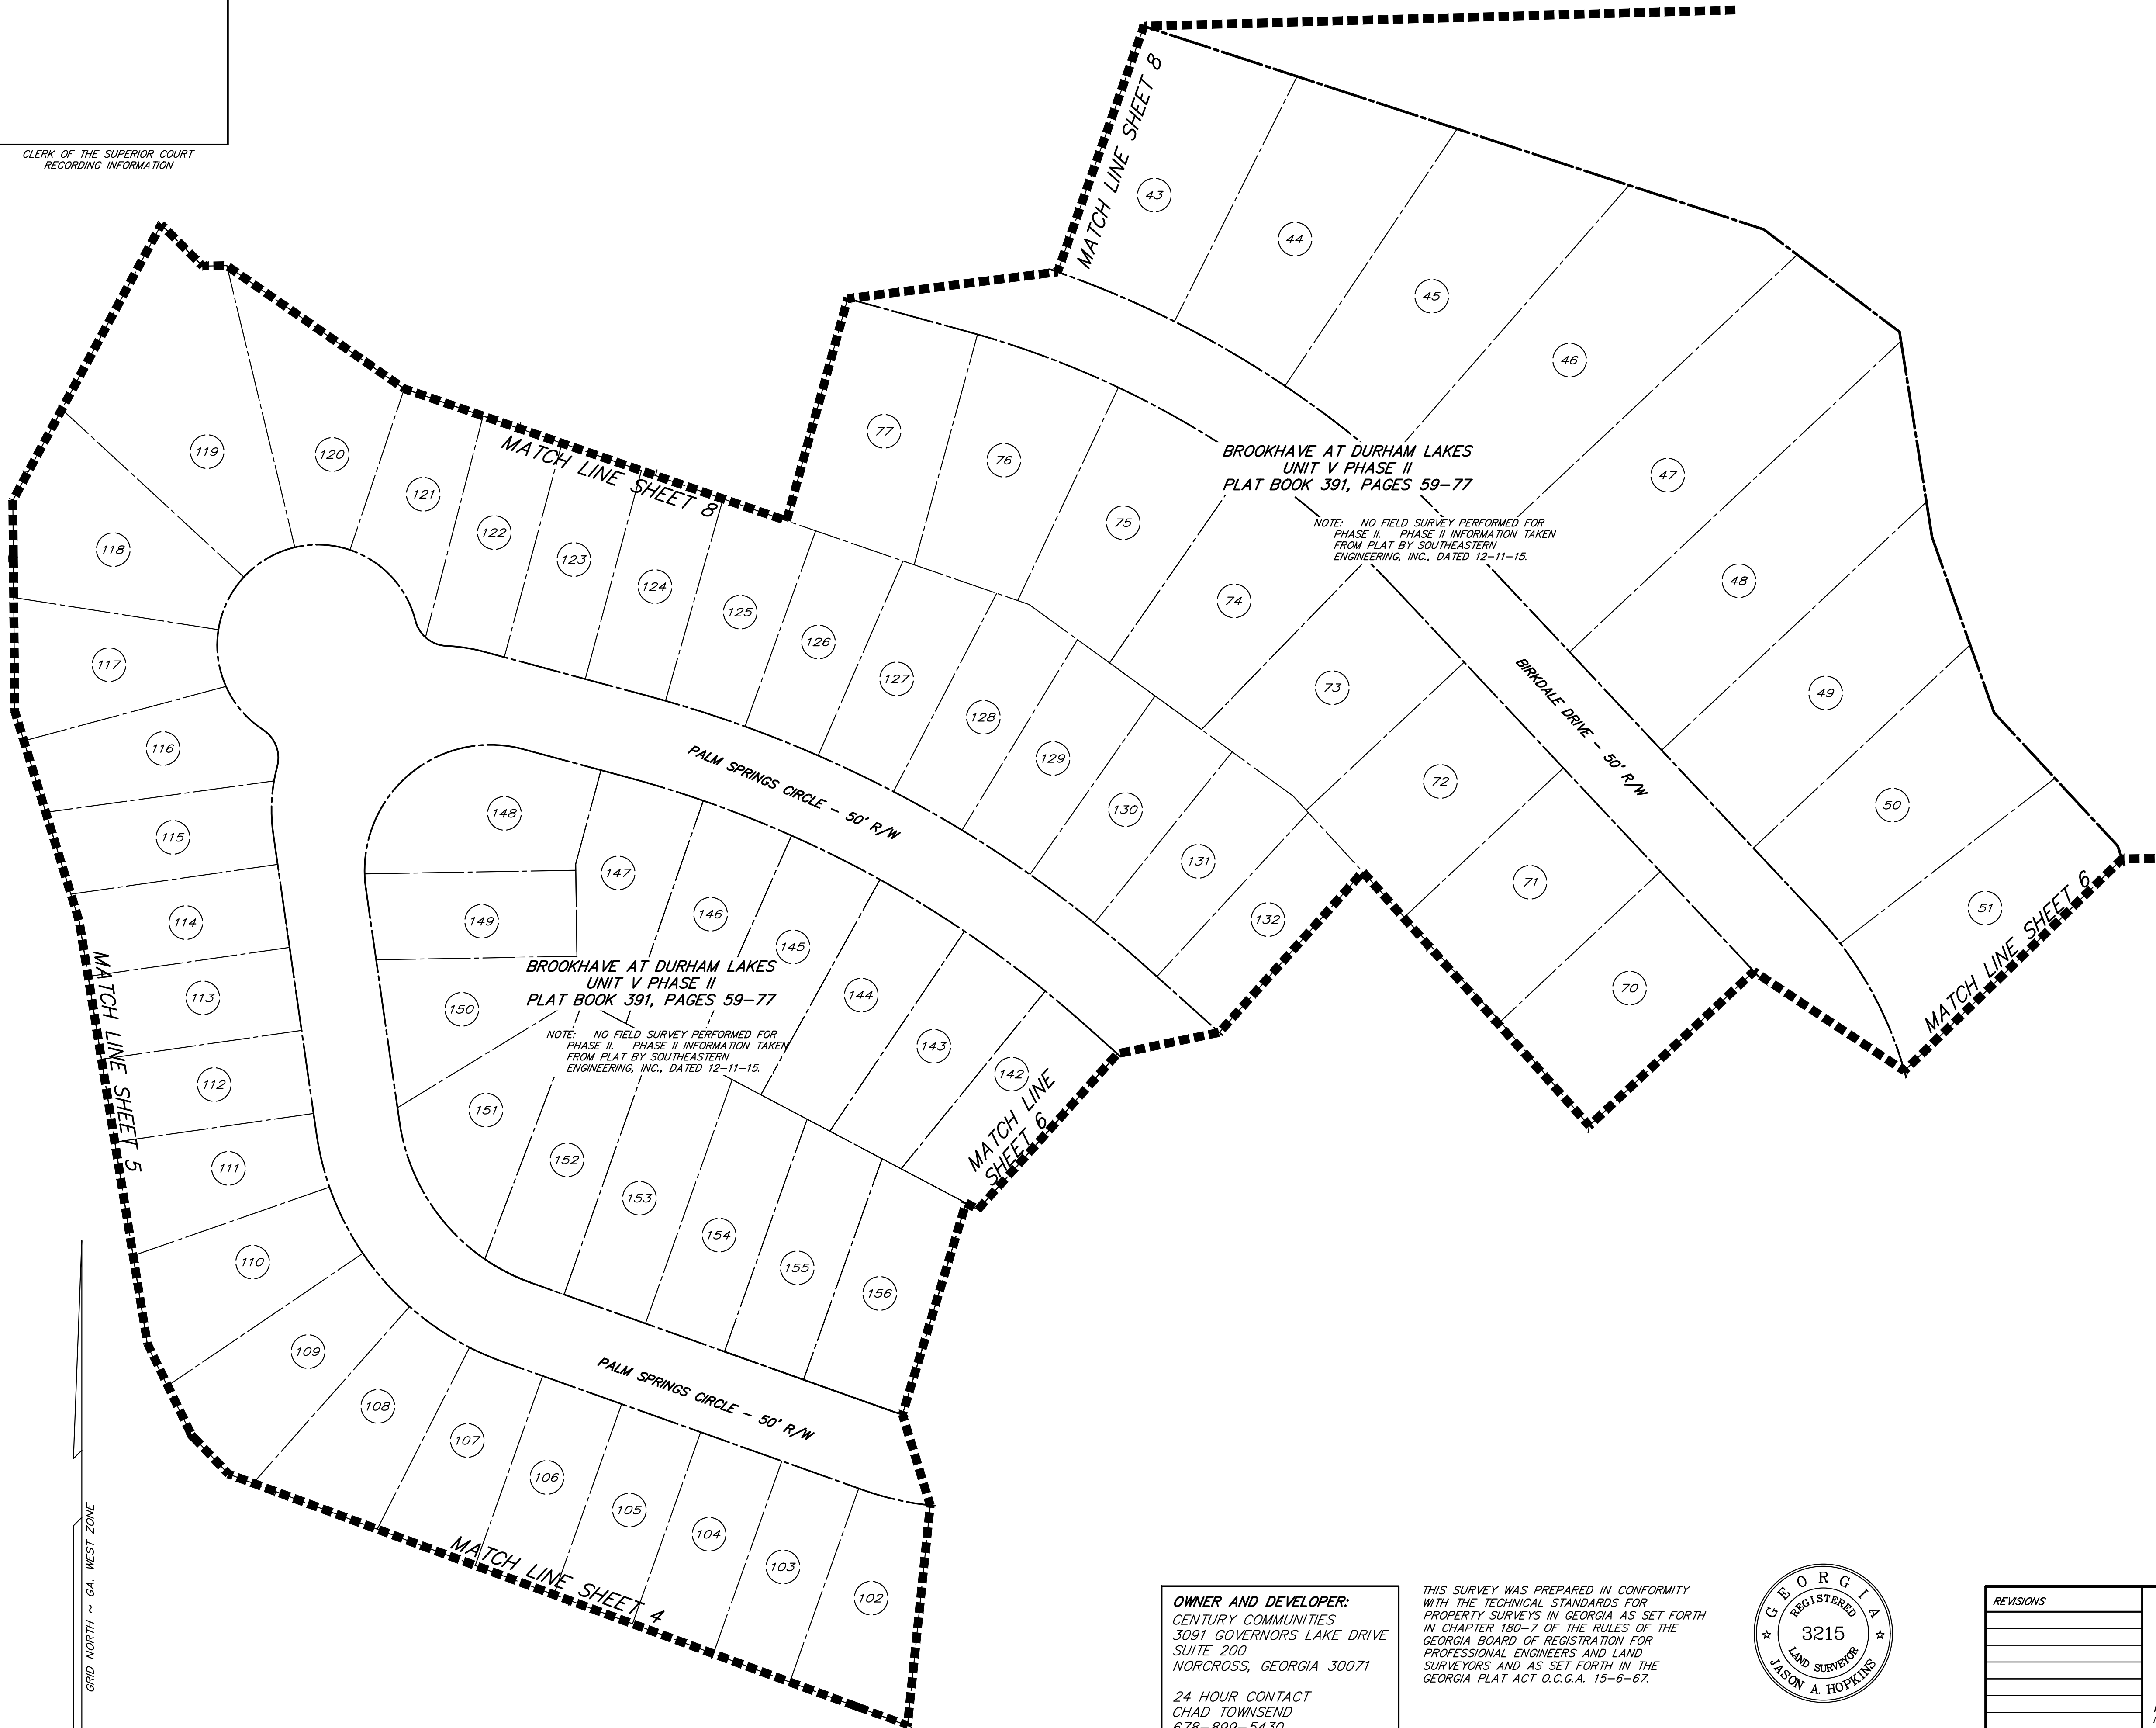 CLERK OF THE SUPERIOR COURT
RECORDING INFORMATION
MATCH LINE SHEET 8
43
44
45
46
47
48
49
50
51
77
76
75
74
73
72
71
70
BROOKHAVE AT DURHAM LAKES
UNIT V PHASE II
PLAT BOOK 391, PAGES 59-77
NOTE: NO FIELD SURVEY PERFORMED FOR
PHASE II. PHASE II INFORMATION TAKEN
FROM PLAT BY SOUTHEASTERN
ENGINEERING, INC., DATED 12-11-15.
BIRKDALE DRIVE - 50' R/W
MATCH LINE SHEET 6
MATCH LINE SHEET 8
119
120
121
122
123
124
125
126
127
128
129
130
131
132
118
117
116
115
114
113
112
111
110
109
108
107
106
105
104
103
102
PALM SPRINGS CIRCLE - 50' R/W
148
147
146
145
144
143
142
149
150
151
152
153
154
155
156
BROOKHAVE AT DURHAM LAKES
UNIT V PHASE II
PLAT BOOK 391, PAGES 59-77
NOTE: NO FIELD SURVEY PERFORMED FOR
PHASE II. PHASE II INFORMATION TAKEN
FROM PLAT BY SOUTHEASTERN
ENGINEERING, INC., DATED 12-11-15.
MATCH LINE
SHEET 6
MATCH LINE SHEET 5
PALM SPRINGS CIRCLE - 50' R/W
MATCH LINE SHEET 4
GRID NORTH ~ GA. WEST ZONE
OWNER AND DEVELOPER:
CENTURY COMMUNITIES
3091 GOVERNORS LAKE DRIVE
SUITE 200
NORCROSS, GEORGIA 30071
24 HOUR CONTACT
CHAD TOWNSEND
678-899-5430
THIS SURVEY WAS PREPARED IN CONFORMITY
WITH THE TECHNICAL STANDARDS FOR
PROPERTY SURVEYS IN GEORGIA AS SET FORTH
IN CHAPTER 180-7 OF THE RULES OF THE
GEORGIA BOARD OF REGISTRATION FOR
PROFESSIONAL ENGINEERS AND LAND
SURVEYORS AND AS SET FORTH IN THE
GEORGIA PLAT ACT O.C.G.A. 15-6-67.
GEORGIA
REGISTERED
3215
LAND SURVEYOR
JASON A. HOPKINS
REVISIONS